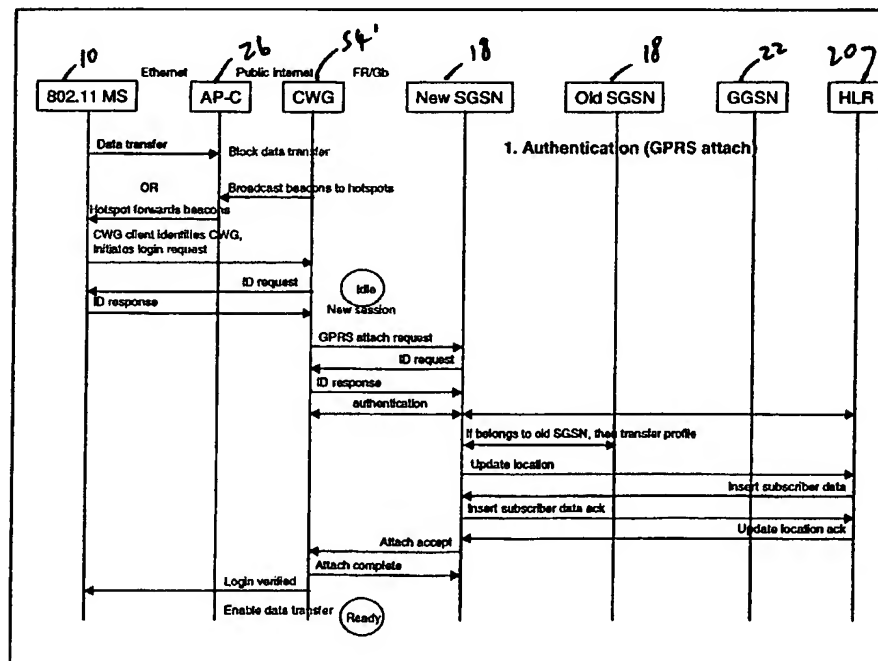 10 26 54' 18 18 22 20
Ethernet Public Internet FR/Gb
802.11 MS AP-C CWG New SGSN Old SGSN GGSN HLR
1. Authentication (GPRS attach)
Data transfer Block data transfer
OR Broadcast beacons to hotspots
Hotspot forwards beacons
CWG client identifies CWG,
Initiates login request
ID request Idle
ID response New session
GPRS attach request
ID request
ID response
authentication
If belongs to old SGSN, then transfer profile
Update location
Insert subscriber data
Insert subscriber data ack
Update location ack
Attach accept
Attach complete
Login verified
Enable data transfer Ready